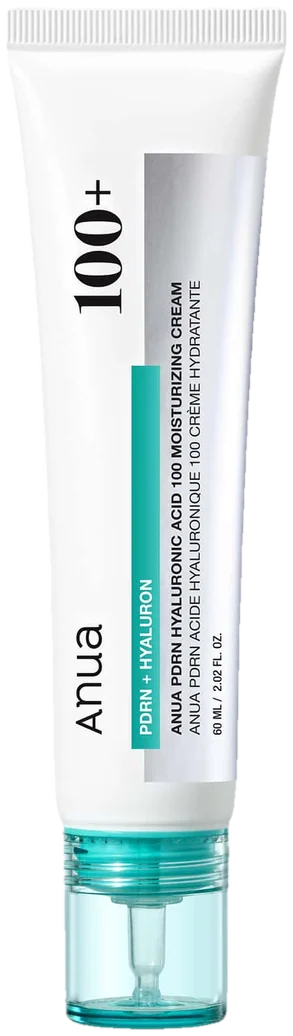 100+
Anua
PDRN + HYALURON
ANUA PDRN HYALURONIC ACID 100 MOISTURIZING CREAM
ANUA PDRN ACIDE HYALURONIQUE 100 CRÈME HYDRATANTE
60 ML / 2.02 FL. OZ.